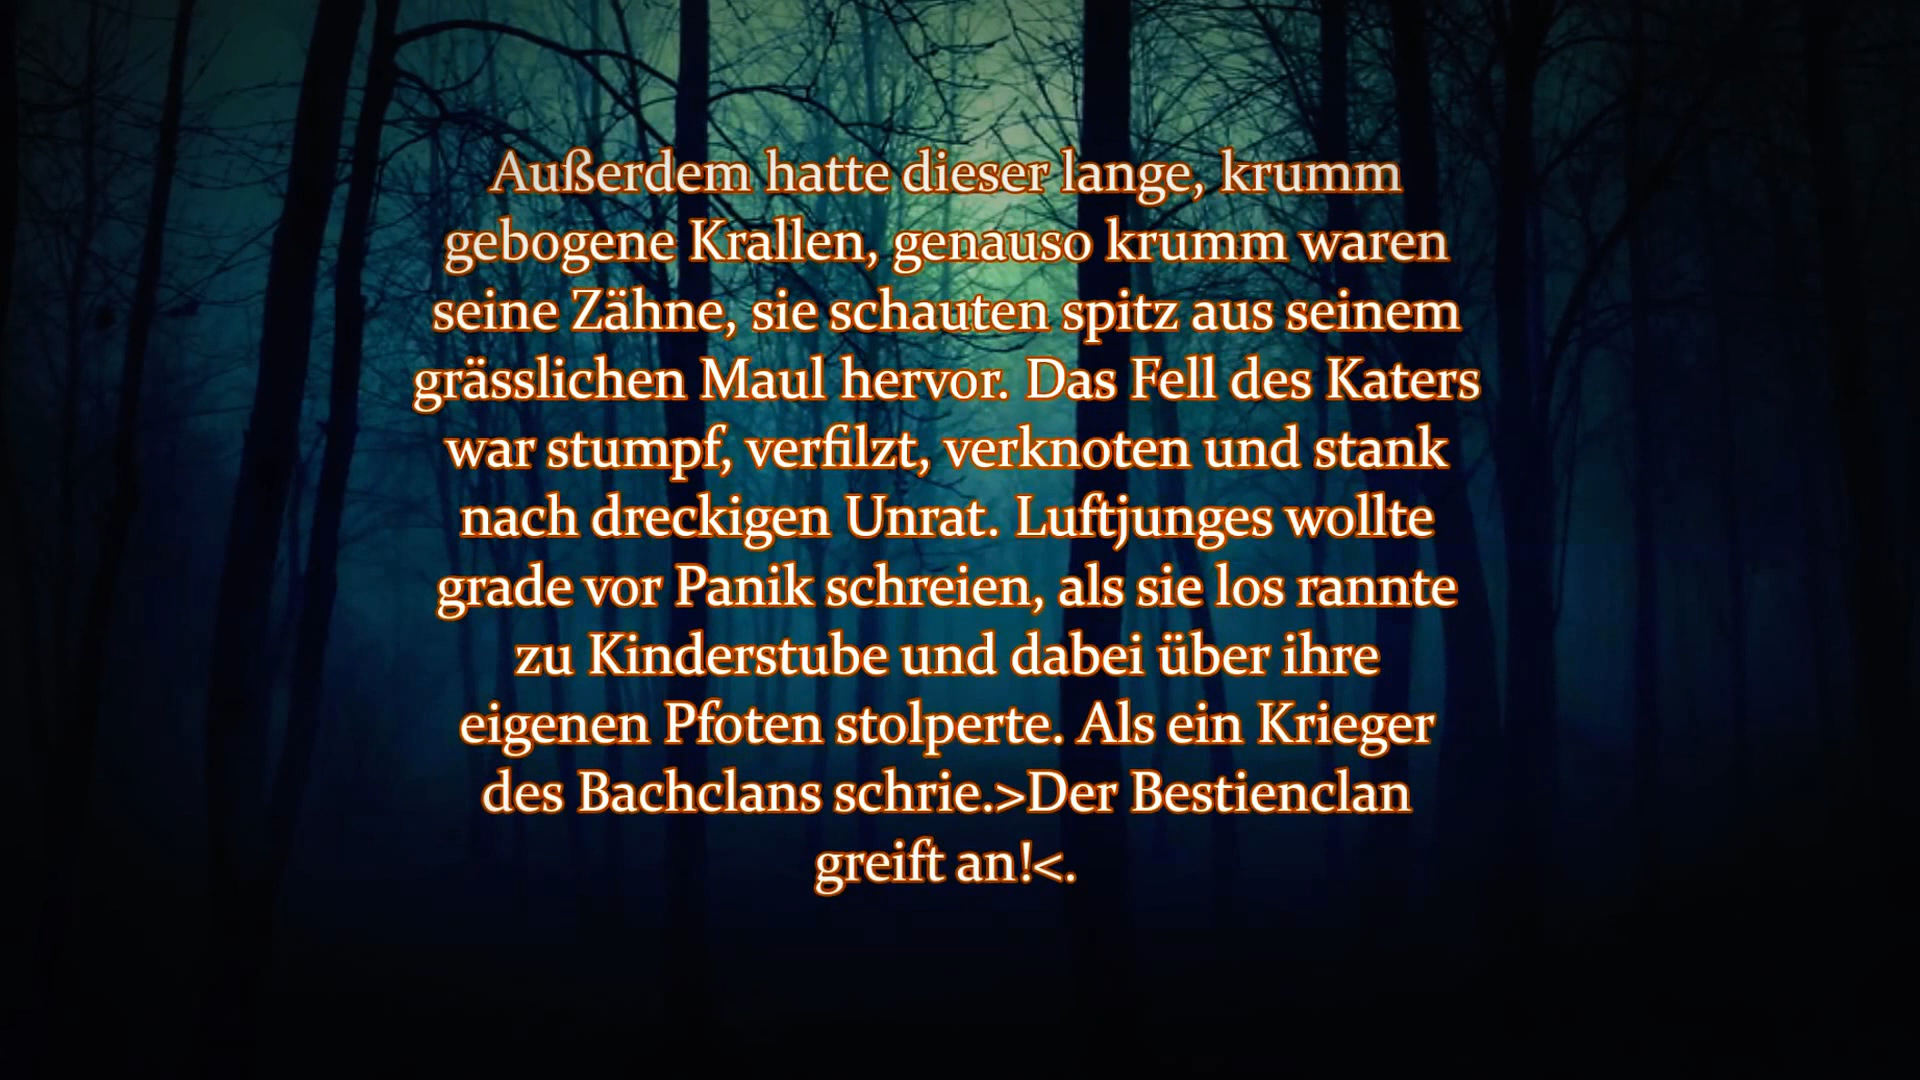 Außerdem hatte dieser lange, krumm
gebogene Krallen, genauso krumm waren
seine Zähne, sie schauten spitz aus seinem
grässlichen Maul hervor. Das Fell des Katers
war stumpf, verfilzt, verknoten und stank
nach dreckigen Unrat. Luftjunges wollte
grade vor Panik schreien, als sie los rannte
zu Kinderstube und dabei über ihre
eigenen Pfoten stolperte. Als ein Krieger
des Bachclans schrie.>Der Bestienclan
greift an!<.